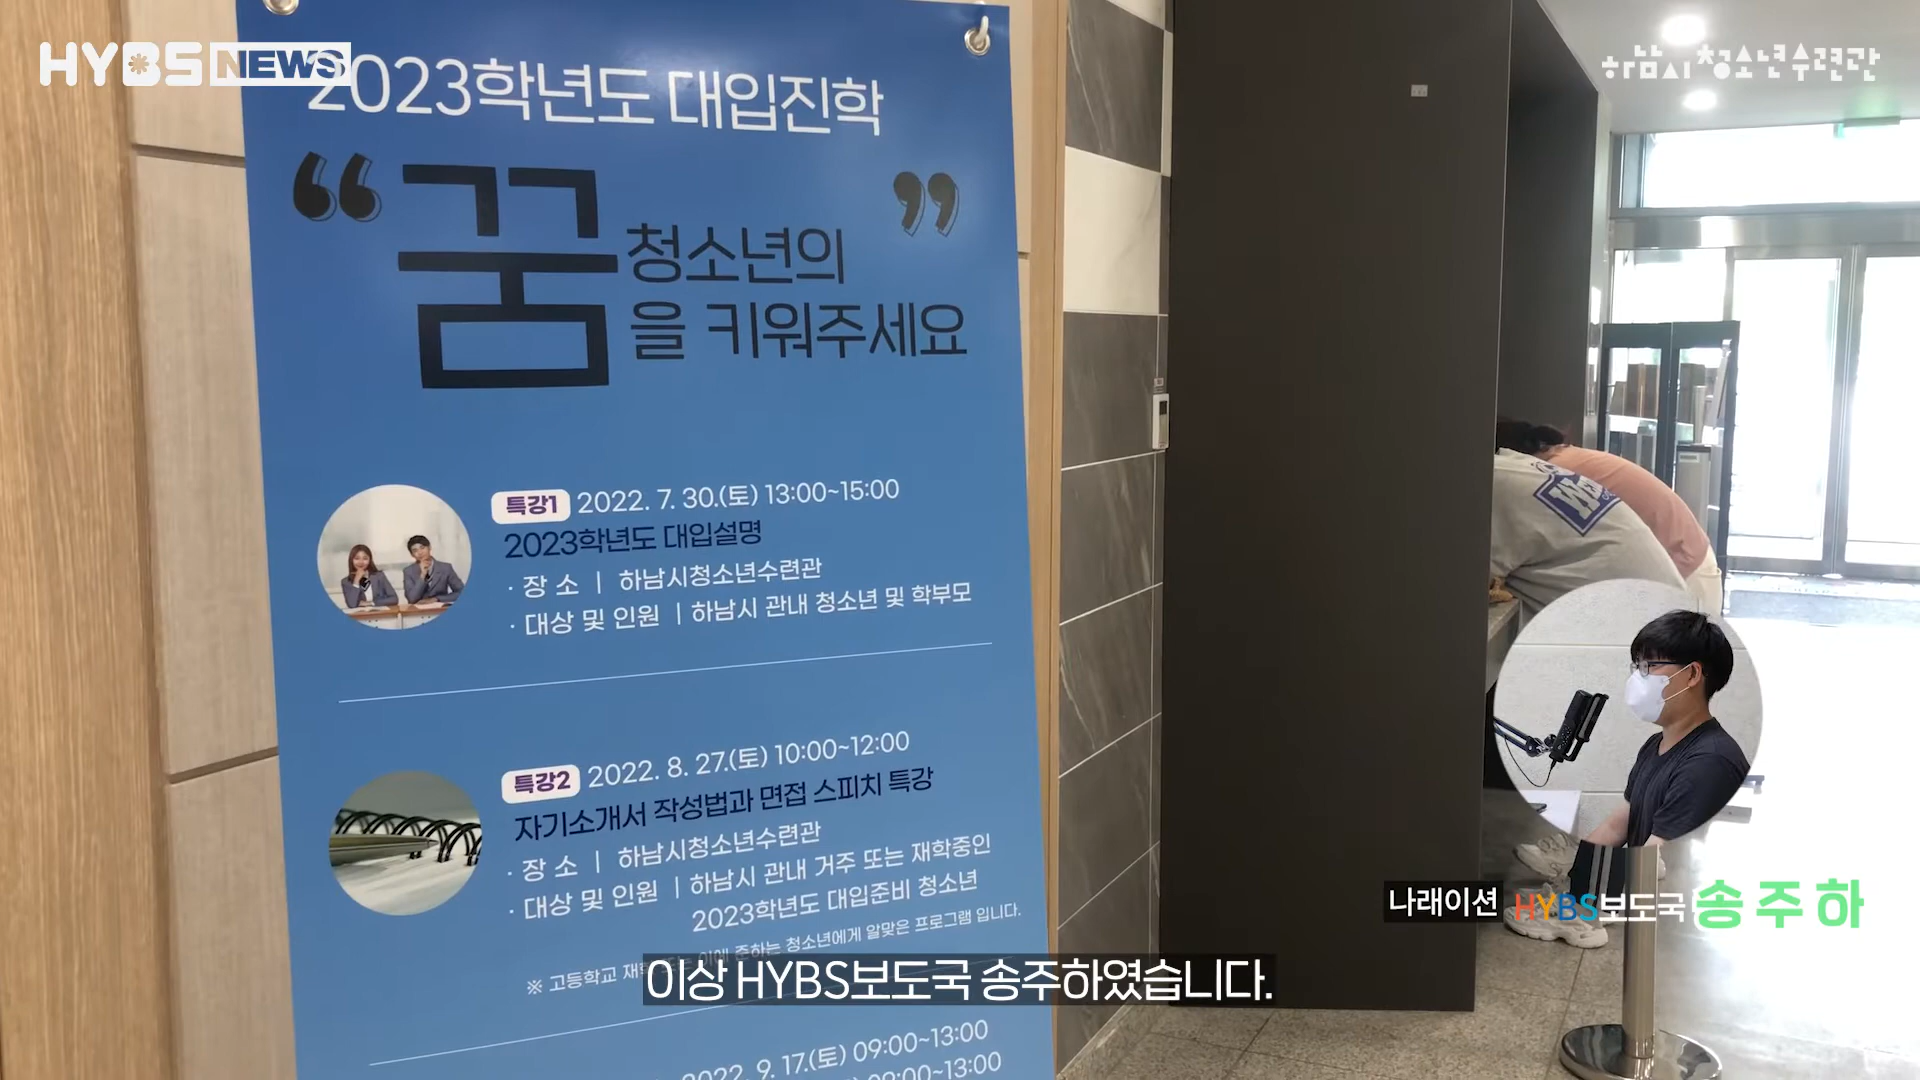 HYBS NEWS
하남시청소년수련관
2023학년도 대입진학
“ 꿈 청소년의 ”
을 키워주세요
특강1 2022. 7. 30.(토) 13:00~15:00
2023학년도 대입설명
· 장 소 | 하남시청소년수련관
· 대상 및 인원 | 하남시 관내 청소년 및 학부모
특강2 2022. 8. 27.(토) 10:00~12:00
자기소개서 작성법과 면접 스피치 특강
· 장 소 | 하남시청소년수련관
· 대상 및 인원 | 하남시 관내 거주 또는 재학중인
2023학년도 대입준비 청소년
※ 고등학교 재학 또는 이에 준하는 청소년에게 알맞은 프로그램 입니다.
2022. 9. 17.(토) 09:00~13:00
09:00~13:00
나래이션 HYBS보도국 송주하
이상 HYBS보도국 송주하였습니다.